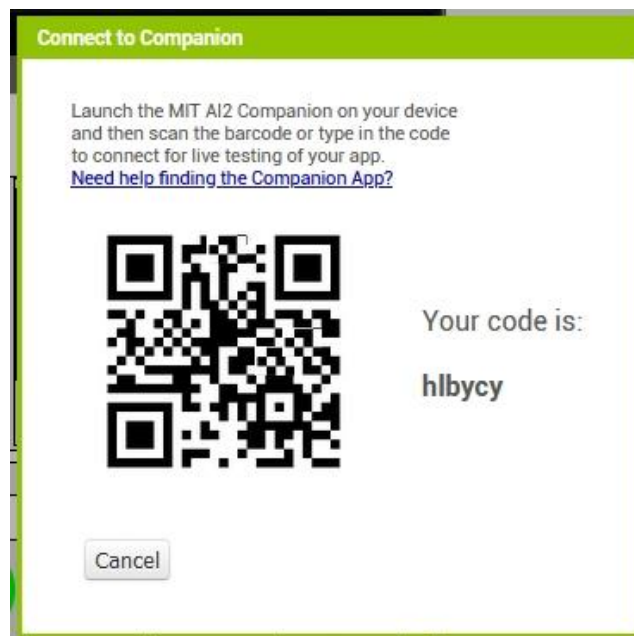 Connect to Companion
Launch the MIT AI2 Companion on your device
and then scan the barcode or type in the code
to connect for live testing of your app.
Need help finding the Companion App?
Your code is:
hlbycy
Cancel